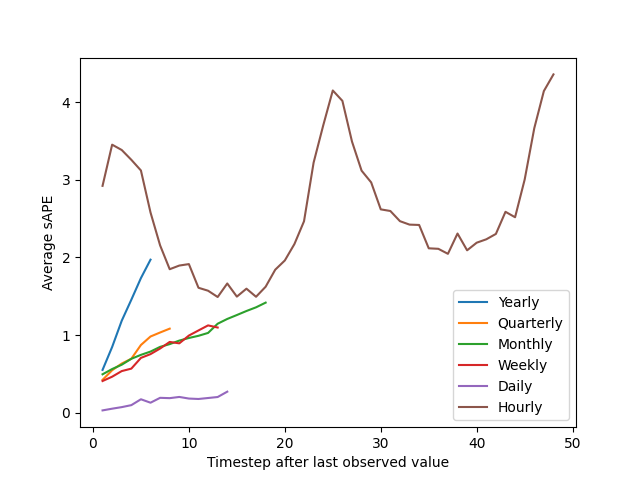 4
3
2
1
0
Average sAPE
0 10 20 30 40 50
Timestep after last observed value
Yearly
Quarterly
Monthly
Weekly
Daily
Hourly